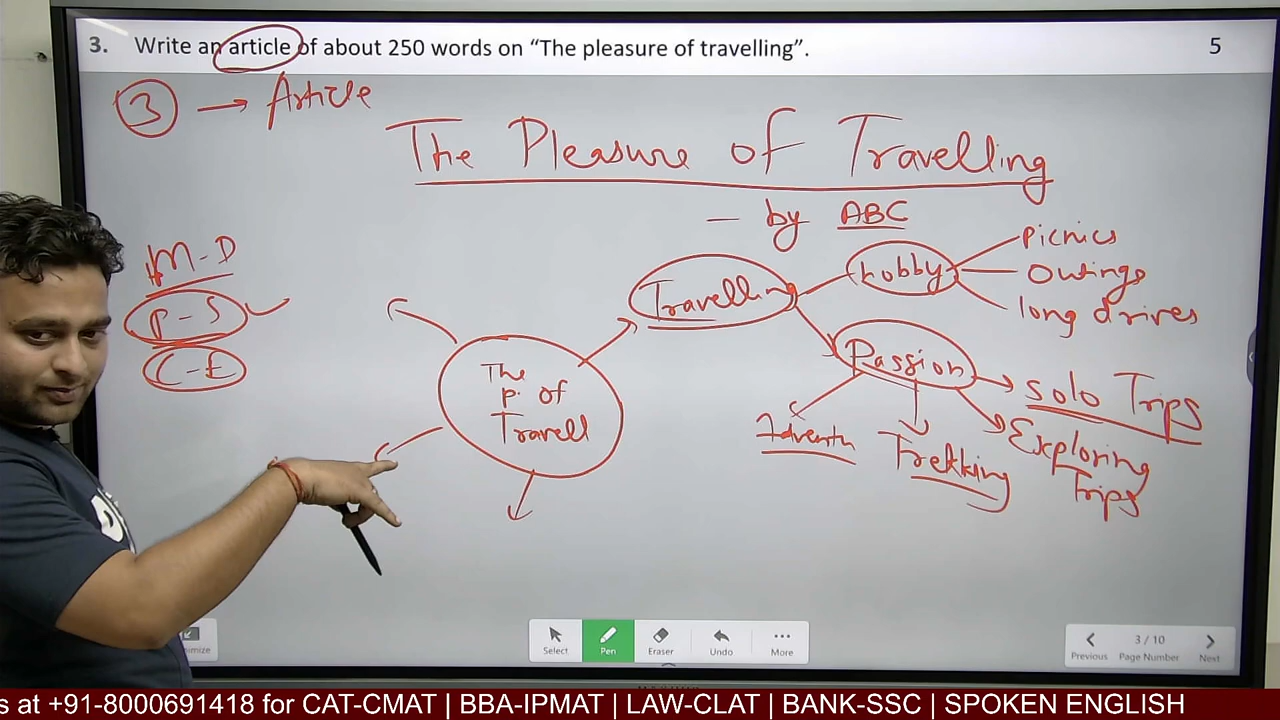 3. Write an article of about 250 words on “The pleasure of travelling”. 5
3 → Article
The Pleasure of Travelling
— by ABC
M-D
P-S
C-E
The
p. of
Travell
Travelling
hobby
Picnics
Outings
long drives
Passion
Solo Trips
Trekking
Exploring
Trips
Select
Pen
Eraser
Undo
More
Previous
3 / 10
Page Number
Next
s at +91-8000691418 for CAT-CMAT | BBA-IPMAT | LAW-CLAT | BANK-SSC | SPOKEN ENGLISH